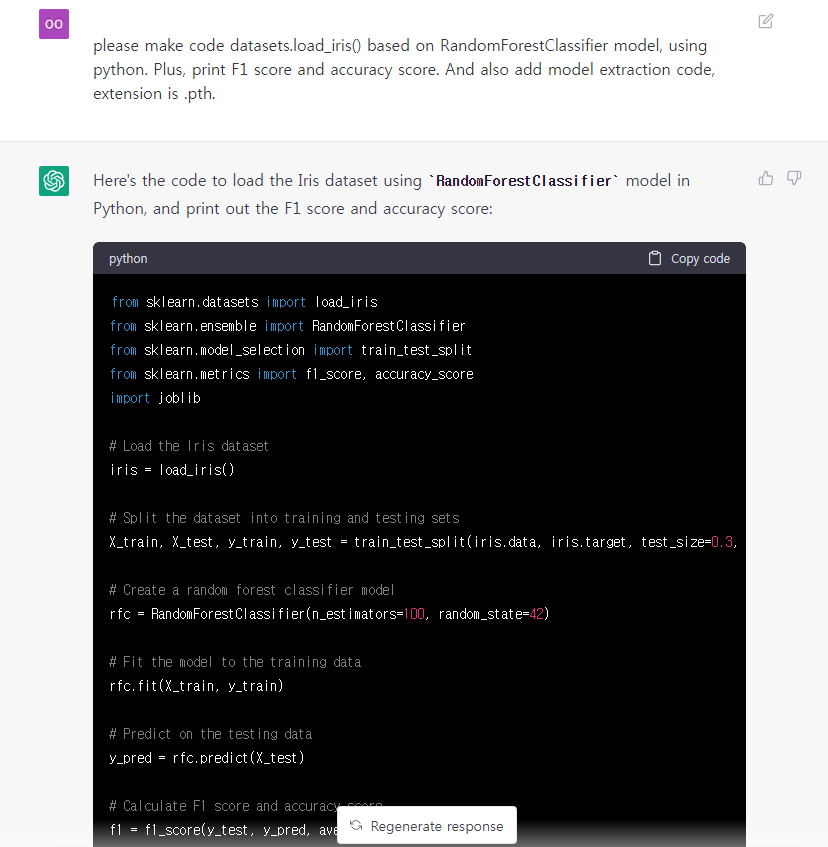 OO
please make code datasets.load_iris() based on RandomForestClassifier model, using
python. Plus, print F1 score and accuracy score. And also add model extraction code,
extension is .pth.
Here's the code to load the Iris dataset using `RandomForestClassifier` model in
Python, and print out the F1 score and accuracy score:
python
Copy code
from sklearn.datasets import load_iris
from sklearn.ensemble import RandomForestClassifier
from sklearn.model_selection import train_test_split
from sklearn.metrics import f1_score, accuracy_score
import joblib
# Load the Iris dataset
iris = load_iris()
# Split the dataset into training and testing sets
X_train, X_test, y_train, y_test = train_test_split(iris.data, iris.target, test_size=0.3,
# Create a random forest classifier model
rfc = RandomForestClassifier(n_estimators=100, random_state=42)
# Fit the model to the training data
rfc.fit(X_train, y_train)
# Predict on the testing data
y_pred = rfc.predict(X_test)
# Calculate F1 score and accuracy score
f1 = f1_score(y_test, y_pred, ave
Regenerate response